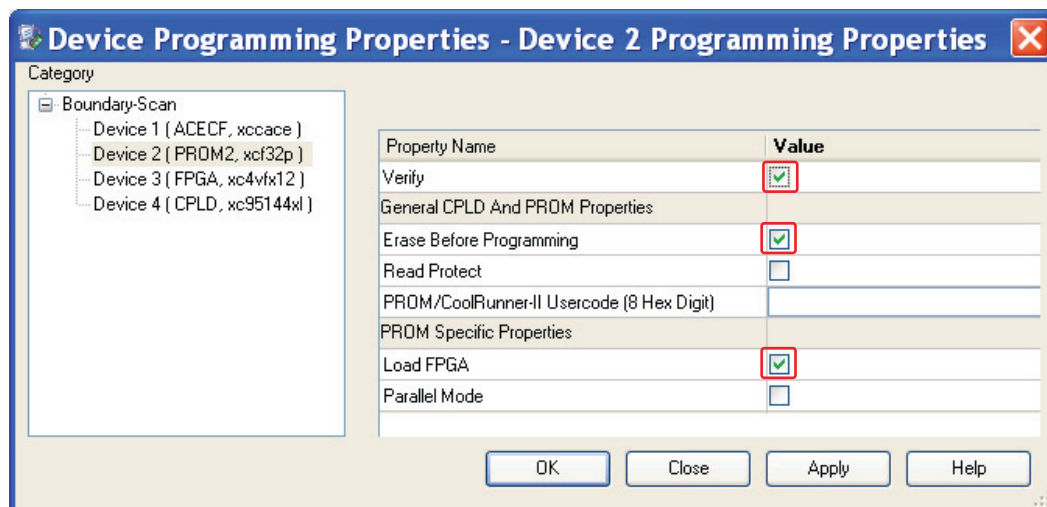 Device Programming Properties - Device 2 Programming Properties
Category
Boundary-Scan
Device 1 ( ACECF, xccace )
Device 2 ( PROM2, xcf32p )
Device 3 ( FPGA, xc4vfx12 )
Device 4 ( CPLD, xc95144xl )
Property Name Value
Verify
General CPLD And PROM Properties
Erase Before Programming
Read Protect
PROM/CoolRunner-II Usercode (8 Hex Digit)
PROM Specific Properties
Load FPGA
Parallel Mode
OK Close Apply Help